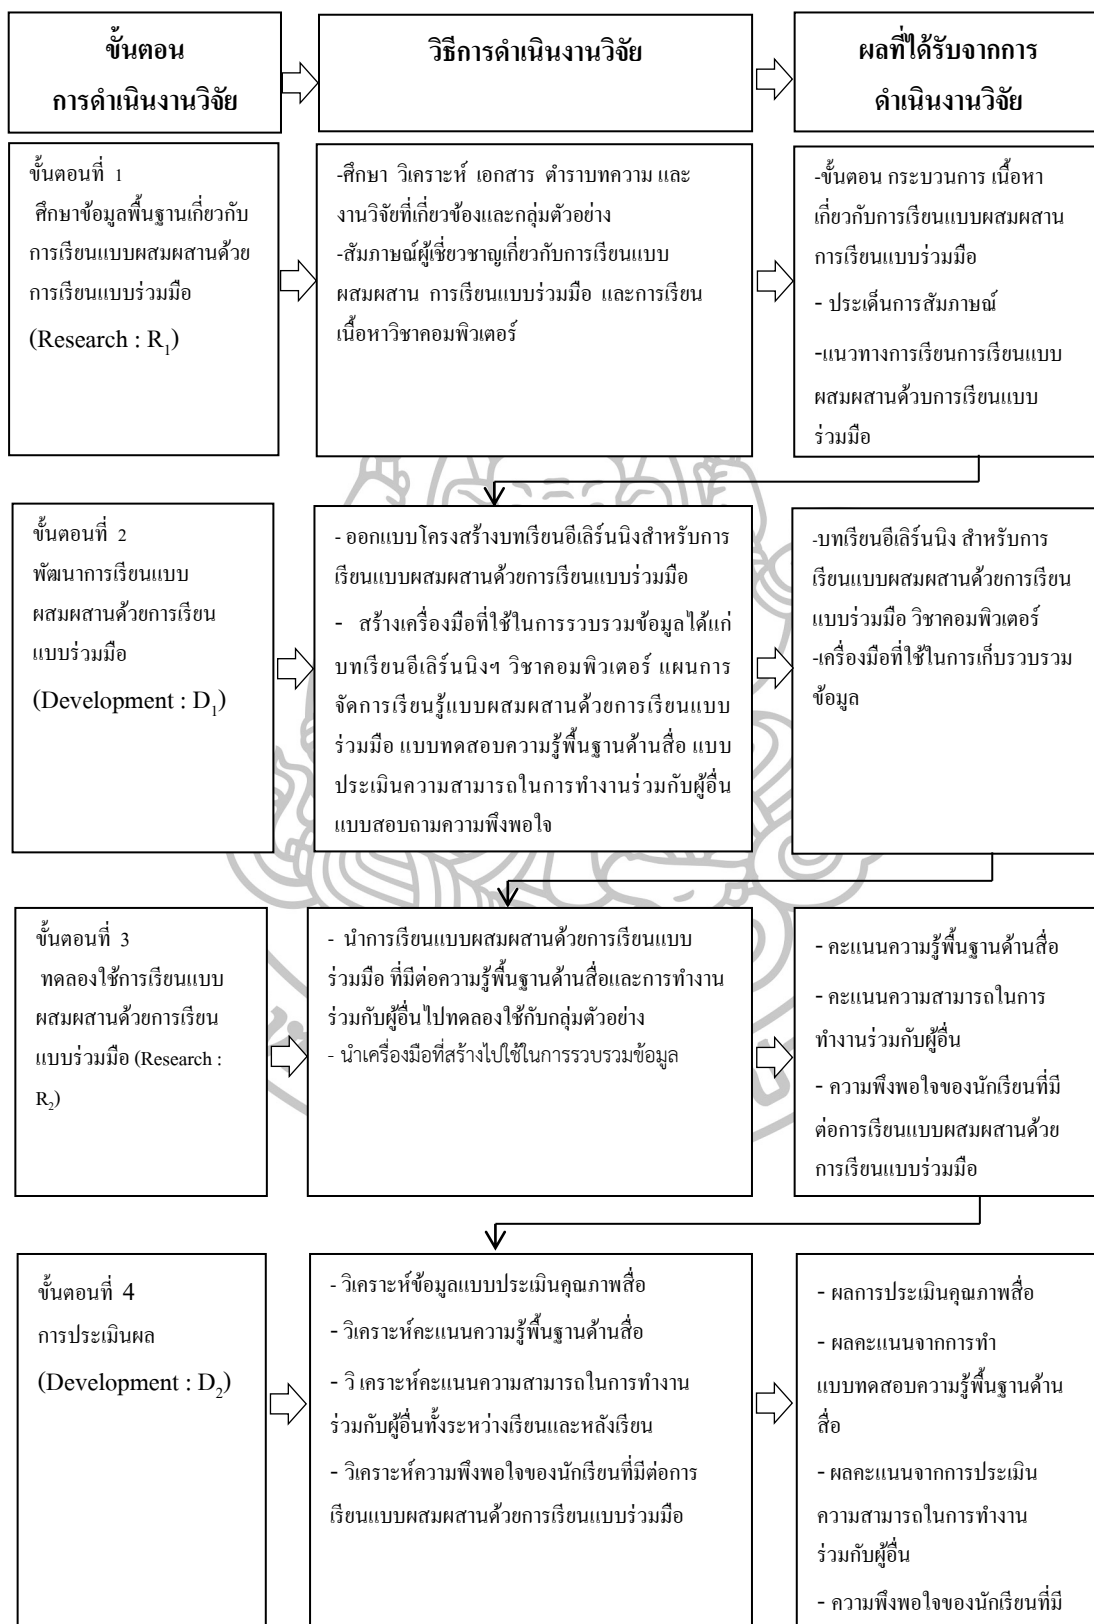 ขั้นตอน
การดำเนินงานวิจัย
วิธีการดำเนินงานวิจัย
ผลที่ได้รับจากการ
ดำเนินงานวิจัย
ขั้นตอนที่ 1
ศึกษาข้อมูลพื้นฐานเกี่ยวกับ
การเรียนแบบผสมผสานด้วย
การเรียนแบบร่วมมือ
(Research : R1)
-ศึกษา วิเคราะห์ เอกสาร ตำราบทความ และ
งานวิจัยที่เกี่ยวข้องและกลุ่มตัวอย่าง
-สัมภาษณ์ผู้เชี่ยวชาญเกี่ยวกับการเรียนแบบ
ผสมผสาน การเรียนแบบร่วมมือ และการเรียน
เนื้อหาวิชาคอมพิวเตอร์
-ขั้นตอน กระบวนการ เนื้อหา
เกี่ยวกับการเรียนแบบผสมผสาน
การเรียนแบบร่วมมือ
- ประเด็นการสัมภาษณ์
-แนวทางการเรียนการเรียนแบบ
ผสมผสานด้วบการเรียนแบบ
ร่วมมือ
ขั้นตอนที่ 2
พัฒนาการเรียนแบบ
ผสมผสานด้วยการเรียน
แบบร่วมมือ
(Development : D1)
- ออกแบบโครงสร้างบทเรียนอีเลิร์นนิงสำหรับการ
เรียนแบบผสมผสานด้วยการเรียนแบบร่วมมือ
- สร้างเครื่องมือที่ใช้ในการรวบรวมข้อมูลได้แก่
บทเรียนอีเลิร์นนิงฯ วิชาคอมพิวเตอร์ แผนการ
จัดการเรียนรู้แบบผสมผสานด้วยการเรียนแบบ
ร่วมมือ แบบทดสอบความรู้พื้นฐานด้านสื่อ แบบ
ประเมินความสามารถในการทำงานร่วมกับผู้อื่น
แบบสอบถามความพึงพอใจ
-บทเรียนอีเลิร์นนิง สำหรับการ
เรียนแบบผสมผสานด้วยการเรียน
แบบร่วมมือ วิชาคอมพิวเตอร์
-เครื่องมือที่ใช้ในการเก็บรวบรวม
ข้อมูล
ขั้นตอนที่ 3
ทดลองใช้การเรียนแบบ
ผสมผสานด้วยการเรียน
แบบร่วมมือ (Research :
R2)
- นำการเรียนแบบผสมผสานด้วยการเรียนแบบ
ร่วมมือ ที่มีต่อความรู้พื้นฐานด้านสื่อและการทำงาน
ร่วมกับผู้อื่นไปทดลองใช้กับกลุ่มตัวอย่าง
- นำเครื่องมือที่สร้างไปใช้ในการรวบรวมข้อมูล
- คะแนนความรู้พื้นฐานด้านสื่อ
- คะแนนความสามารถในการ
ทำงานร่วมกับผู้อื่น
- ความพึงพอใจของนักเรียนที่มี
ต่อการเรียนแบบผสมผสานด้วย
การเรียนแบบร่วมมือ
ขั้นตอนที่ 4
การประเมินผล
(Development : D2)
- วิเคราะห์ข้อมูลแบบประเมินคุณภาพสื่อ
- วิเคราะห์คะแนนความรู้พื้นฐานด้านสื่อ
- วิ เคราะห์คะแนนความสามารถในการทำงาน
ร่วมกับผู้อื่นทั้งระหว่างเรียนและหลังเรียน
- วิเคราะห์ความพึงพอใจของนักเรียนที่มีต่อการ
เรียนแบบผสมผสานด้วยการเรียนแบบร่วมมือ
- ผลการประเมินคุณภาพสื่อ
- ผลคะแนนจากการทำ
แบบทดสอบความรู้พื้นฐานด้าน
สื่อ
- ผลคะแนนจากการประเมิน
ความสามารถในการทำงาน
ร่วมกับผู้อื่น
- ความพึงพอใจของนักเรียนที่มี